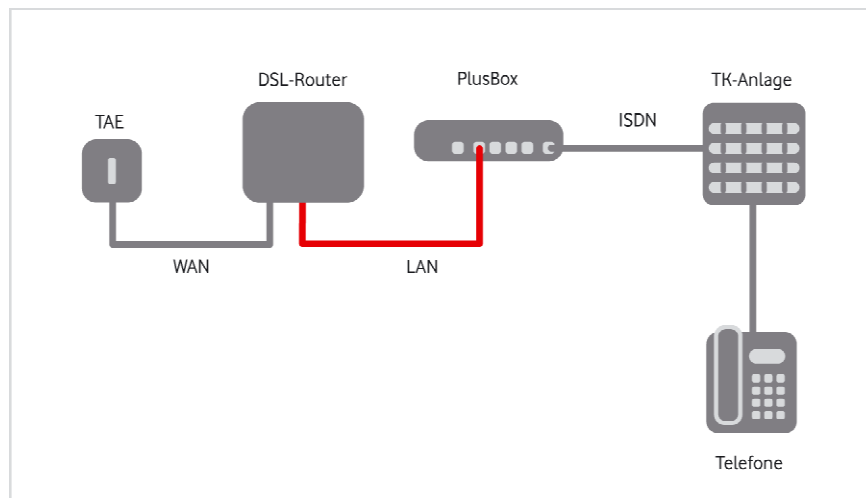 DSL-Router
PlusBox
TK-Anlage
TAE
ISDN
WAN
LAN
Telefone